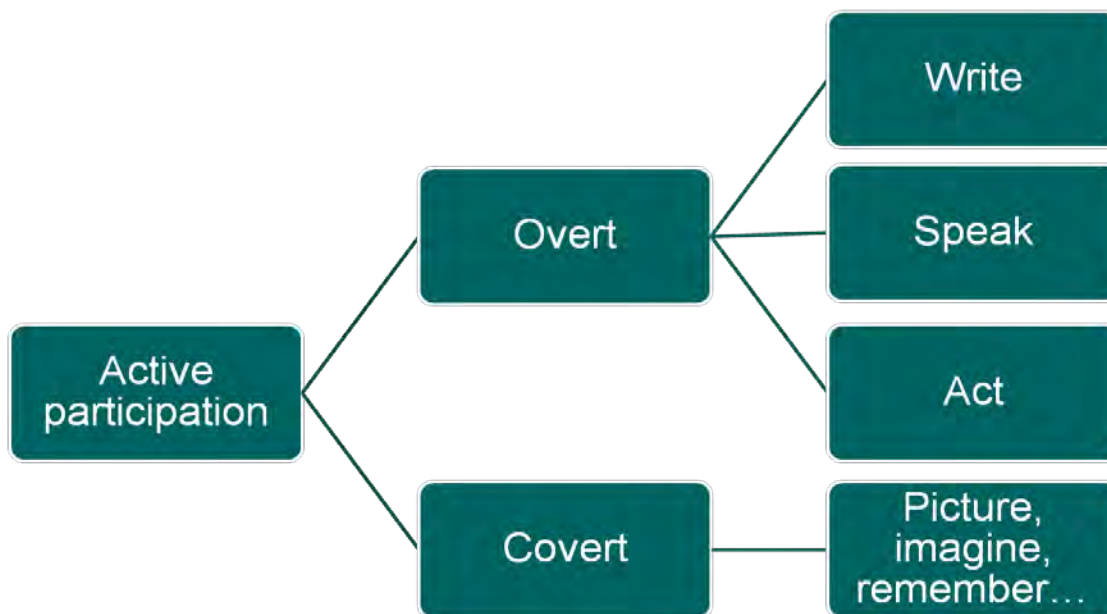 Active
participation
Overt
Write
Speak
Act
Covert
Picture,
imagine,
remember…